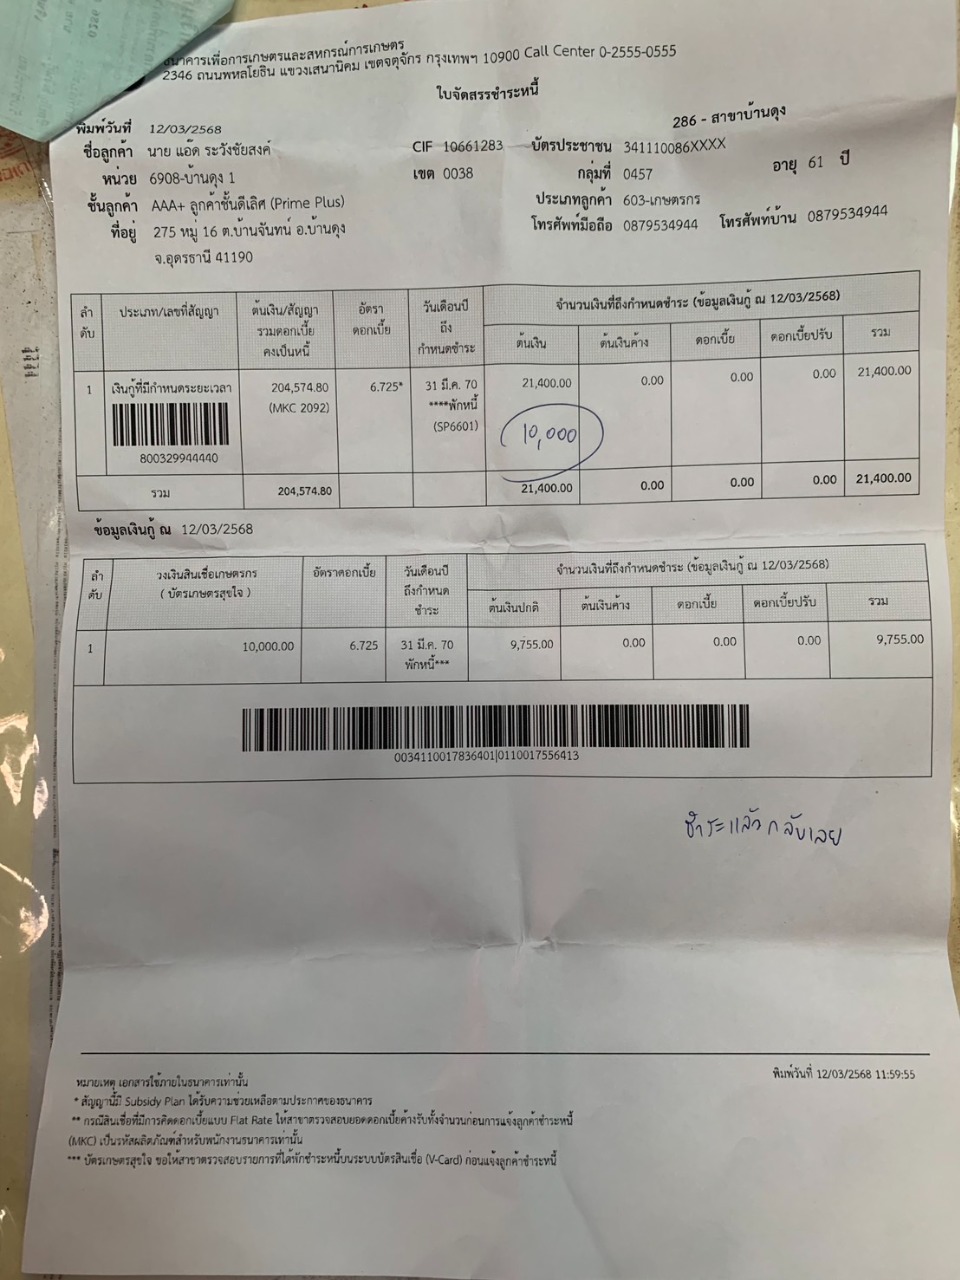 ธนาคารเพื่อการเกษตรและสหกรณ์การเกษตร
2346 ถนนพหลโยธิน แขวงเสนานิคม เขตจตุจักร กรุงเทพฯ 10900 Call Center 0-2555-0555
ใบจัดสรรชำระหนี้
286 - สาขาบ้านดุง
พิมพ์วันที่ 12/03/2568
ชื่อลูกค้า นาย แอ๊ด ระวังชัยสงค์ CIF 10661283 บัตรประชาชน 341110086XXXX อายุ 61 ปี
หน่วย 6908-บ้านดุง 1 เขต 0038 กลุ่มที่ 0457
ชั้นลูกค้า AAA+ ลูกค้าชั้นดีเลิศ (Prime Plus) ประเภทลูกค้า 603-เกษตรกร
ที่อยู่ 275 หมู่ 16 ต.บ้านจันทน์ อ.บ้านดุง โทรศัพท์มือถือ 0879534944 โทรศัพท์บ้าน 0879534944
จ.อุดรธานี 41190
ลำดับ ประเภท/เลขที่สัญญา ต้นเงิน/สัญญา รวมดอกเบี้ย คงเป็นหนี้ อัตราดอกเบี้ย วันเดือนปี ถึง กำหนดชำระ จำนวนเงินที่ถึงกำหนดชำระ (ข้อมูลเงินกู้ ณ 12/03/2568)
ต้นเงิน ต้นเงินค้าง ดอกเบี้ย ดอกเบี้ยปรับ รวม
1 เงินกู้ที่มีกำหนดระยะเวลา 204,574.80 6.725* 31 มี.ค. 70 21,400.00 0.00 0.00 0.00 21,400.00
(MKC 2092) ****พักหนี้
(SP6601) 10,000
800329944440
รวม 204,574.80 21,400.00 0.00 0.00 0.00 21,400.00
ข้อมูลเงินกู้ ณ 12/03/2568
ลำดับ วงเงินสินเชื่อเกษตรกร ( บัตรเกษตรสุขใจ ) อัตราดอกเบี้ย วันเดือนปี ถึงกำหนด ชำระ จำนวนเงินที่ถึงกำหนดชำระ (ข้อมูลเงินกู้ ณ 12/03/2568)
ต้นเงินปกติ ต้นเงินค้าง ดอกเบี้ย ดอกเบี้ยปรับ รวม
1 10,000.00 6.725 31 มี.ค. 70 9,755.00 0.00 0.00 0.00 9,755.00
พักหนี้***
0034110017836401|0110017556413
ชำระแล้วกลับเลย
พิมพ์วันที่ 12/03/2568 11:59:55
หมายเหตุ เอกสารใช้ภายในธนาคารเท่านั้น
* สัญญานี้มี Subsidy Plan ได้รับความช่วยเหลือตามประกาศของธนาคาร
** กรณีสินเชื่อที่มีการคิดดอกเบี้ยแบบ Flat Rate ให้สาขาตรวจสอบยอดดอกเบี้ยค้างรับทั้งจำนวนก่อนการแจ้งลูกค้าชำระหนี้
(MKC) เป็นรหัสผลิตภัณฑ์สำหรับพนักงานธนาคารเท่านั้น
*** บัตรเกษตรสุขใจ ขอให้สาขาตรวจสอบรายการที่ได้พักชำระหนี้บนระบบบัตรสินเชื่อ (V-Card) ก่อนแจ้งลูกค้าชำระหนี้